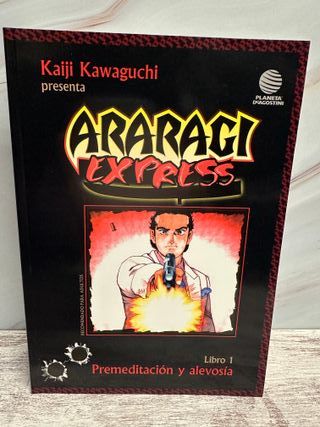 Kaiji Kawaguchi
presenta
PLANETA
DeAGOSTINI
ARARAGI
EXPRESS
RECOMENDADO PARA ADULTOS
Libro 1
Premeditación y alevosía